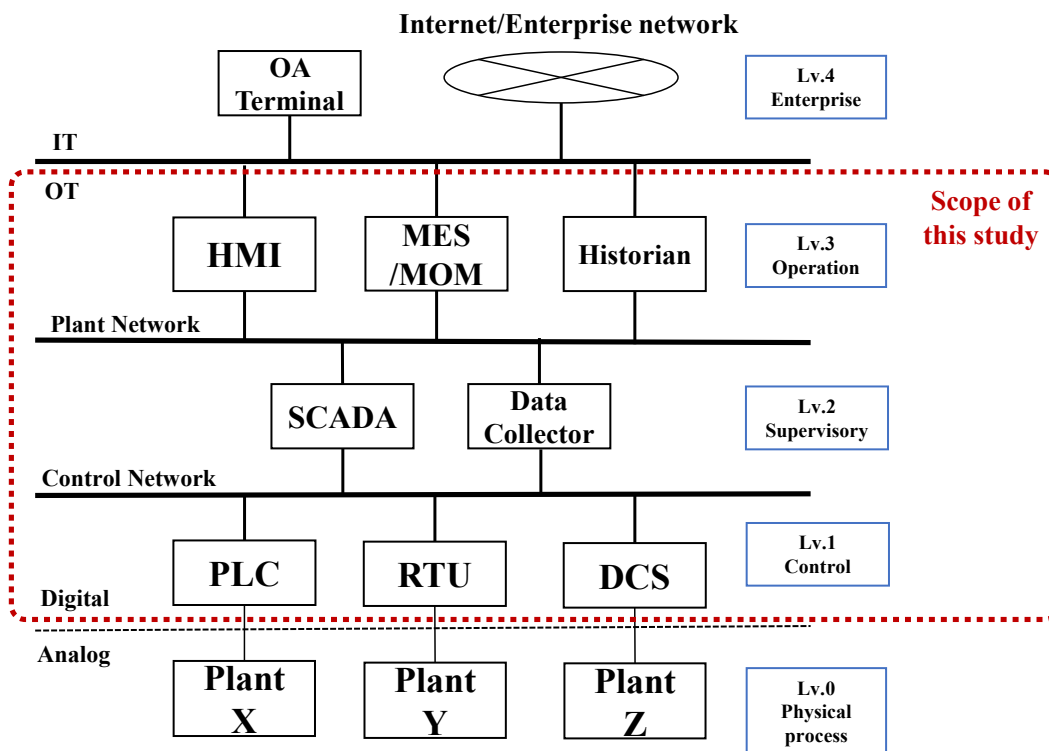 Internet/Enterprise network
OA
Terminal
Lv.4
Enterprise
IT
OT
Scope of
this study
HMI
MES
/MOM
Historian
Lv.3
Operation
Plant Network
SCADA
Data
Collector
Lv.2
Supervisory
Control Network
PLC
RTU
DCS
Lv.1
Control
Digital
Analog
Plant
X
Plant
Y
Plant
Z
Lv.0
Physical
process